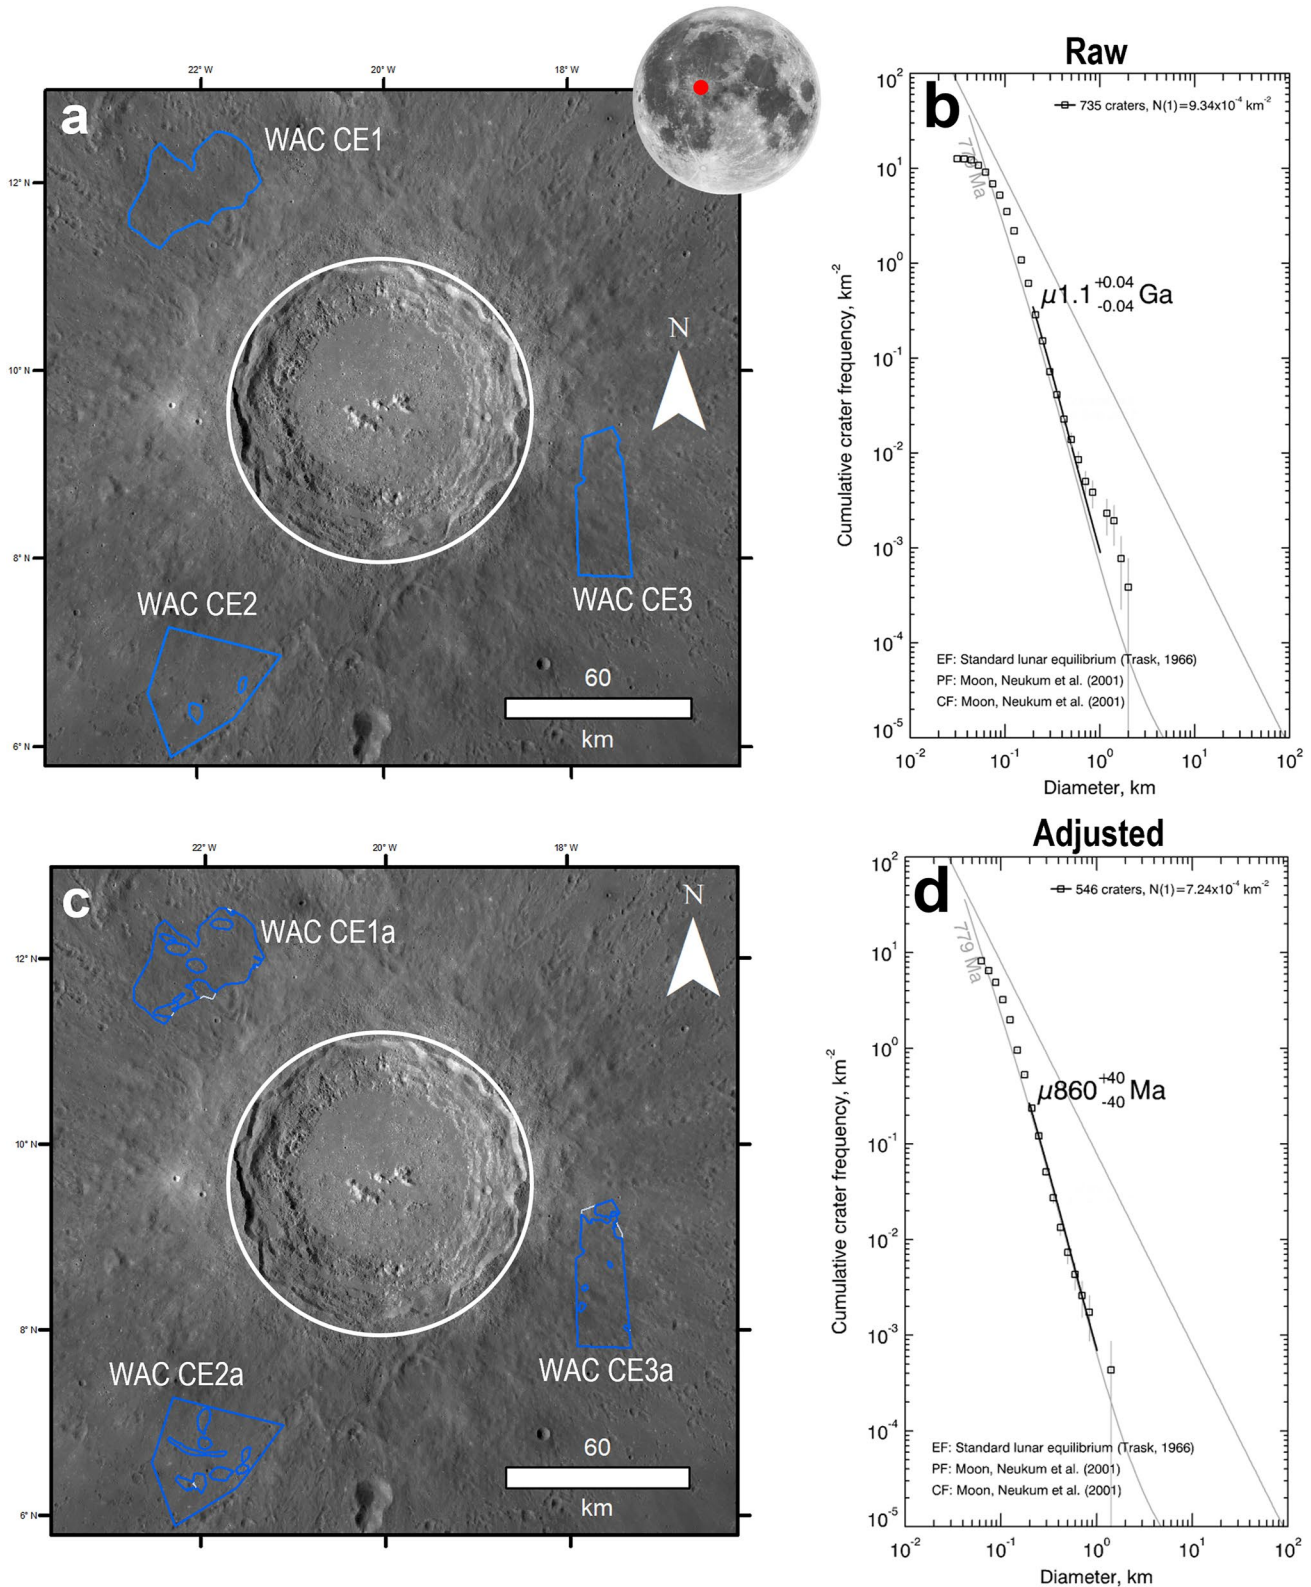 Raw
22° W 20° W 18° W
a
WAC CE1
12° N
10° N
N
8° N
WAC CE3
WAC CE2
60
km
6° N
b
735 craters, N(1)=9.34x10-4 km-2
779 Ma
μ1.1 +0.04 -0.04 Ga
Cumulative crater frequency, km-2
10² 10¹ 10⁰ 10-1 10-2 10-3 10-4 10-5
EF: Standard lunar equilibrium (Trask, 1966)
PF: Moon, Neukum et al. (2001)
CF: Moon, Neukum et al. (2001)
10-2 10-1 10⁰ 10¹ 10²
Diameter, km
Adjusted
22° W 20° W 18° W
c
N
WAC CE1a
12° N
10° N
8° N
WAC CE3a
WAC CE2a
60
km
6° N
d
546 craters, N(1)=7.24x10-4 km-2
779 Ma
μ860 +40 -40 Ma
Cumulative crater frequency, km-2
10² 10¹ 10⁰ 10-1 10-2 10-3 10-4 10-5
EF: Standard lunar equilibrium (Trask, 1966)
PF: Moon, Neukum et al. (2001)
CF: Moon, Neukum et al. (2001)
10-2 10-1 10⁰ 10¹ 10²
Diameter, km